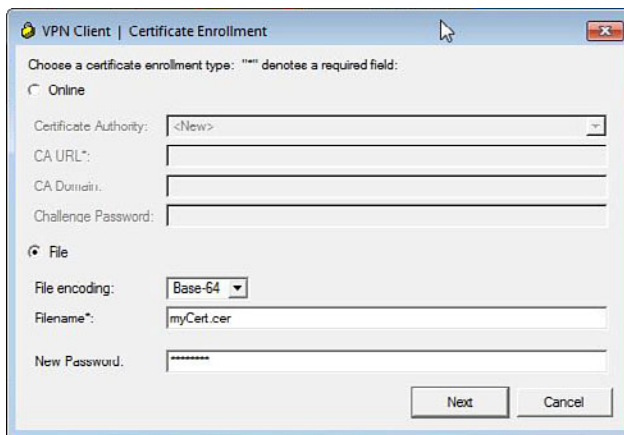 VPN Client | Certificate Enrollment
Choose a certificate enrollment type: "*" denotes a required field:
Online
Certificate Authority: <New>
CA URL*:
CA Domain:
Challenge Password:
File
File encoding: Base-64
Filename*: myCert.cer
New Password: ********
Next Cancel